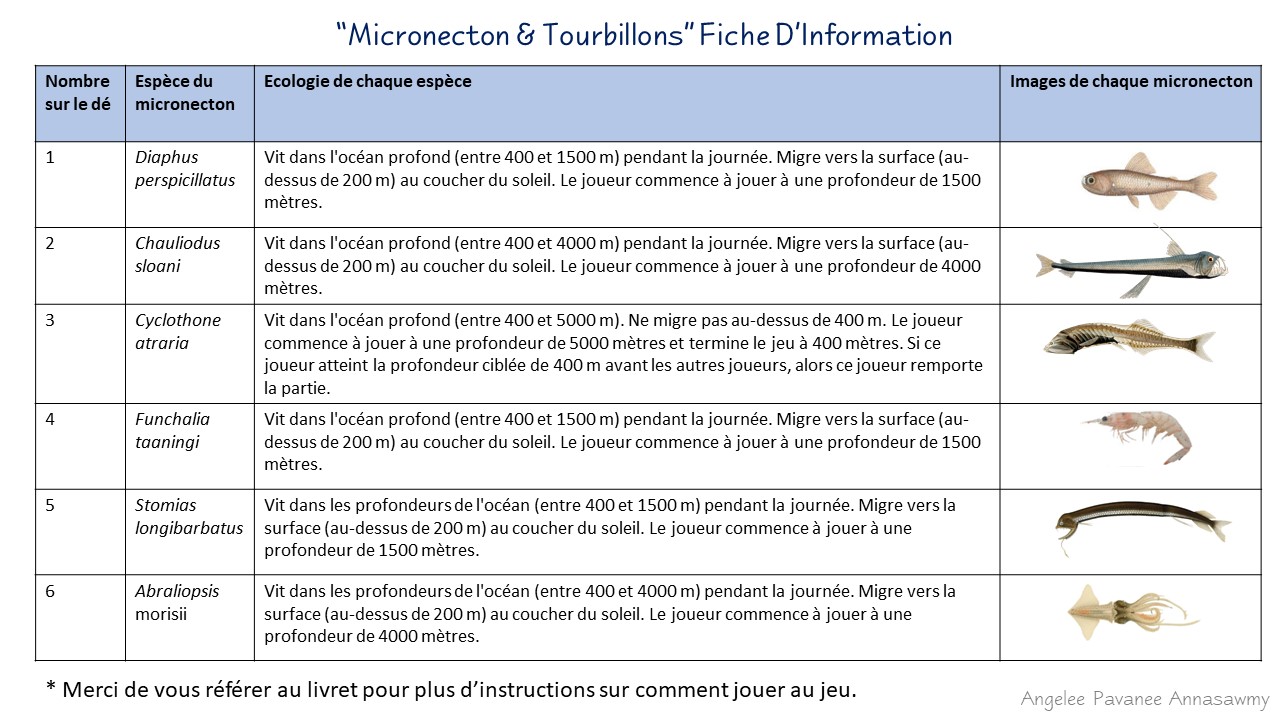 “Micronecton & Tourbillons” Fiche D’Information
Nombre sur le dé
Espèce du micronecton
Ecologie de chaque espèce
Images de chaque micronecton
1
Diaphus
perspicillatus
Vit dans l'océan profond (entre 400 et 1500 m) pendant la journée. Migre vers la surface (au-
dessus de 200 m) au coucher du soleil. Le joueur commence à jouer à une profondeur de 1500
mètres.
2
Chauliodus
sloani
Vit dans l'océan profond (entre 400 et 4000 m) pendant la journée. Migre vers la surface (au-
dessus de 200 m) au coucher du soleil. Le joueur commence à jouer à une profondeur de 4000
mètres.
3
Cyclothone
atraria
Vit dans l'océan profond (entre 400 et 5000 m). Ne migre pas au-dessus de 400 m. Le joueur
commence à jouer à une profondeur de 5000 mètres et termine le jeu à 400 mètres. Si ce
joueur atteint la profondeur ciblée de 400 m avant les autres joueurs, alors ce joueur remporte
la partie.
4
Funchalia
taaningi
Vit dans l'océan profond (entre 400 et 1500 m) pendant la journée. Migre vers la surface (au-
dessus de 200 m) au coucher du soleil. Le joueur commence à jouer à une profondeur de 1500
mètres.
5
Stomias
longibarbatus
Vit dans les profondeurs de l'océan (entre 400 et 1500 m) pendant la journée. Migre vers la
surface (au-dessus de 200 m) au coucher du soleil. Le joueur commence à jouer à une
profondeur de 1500 mètres.
6
Abraliopsis
morisii
Vit dans les profondeurs de l'océan (entre 400 et 4000 m) pendant la journée. Migre vers la
surface (au-dessus de 200 m) au coucher du soleil. Le joueur commence à jouer à une
profondeur de 4000 mètres.
* Merci de vous référer au livret pour plus d’instructions sur comment jouer au jeu.
Angelee Pavanee Annasawmy